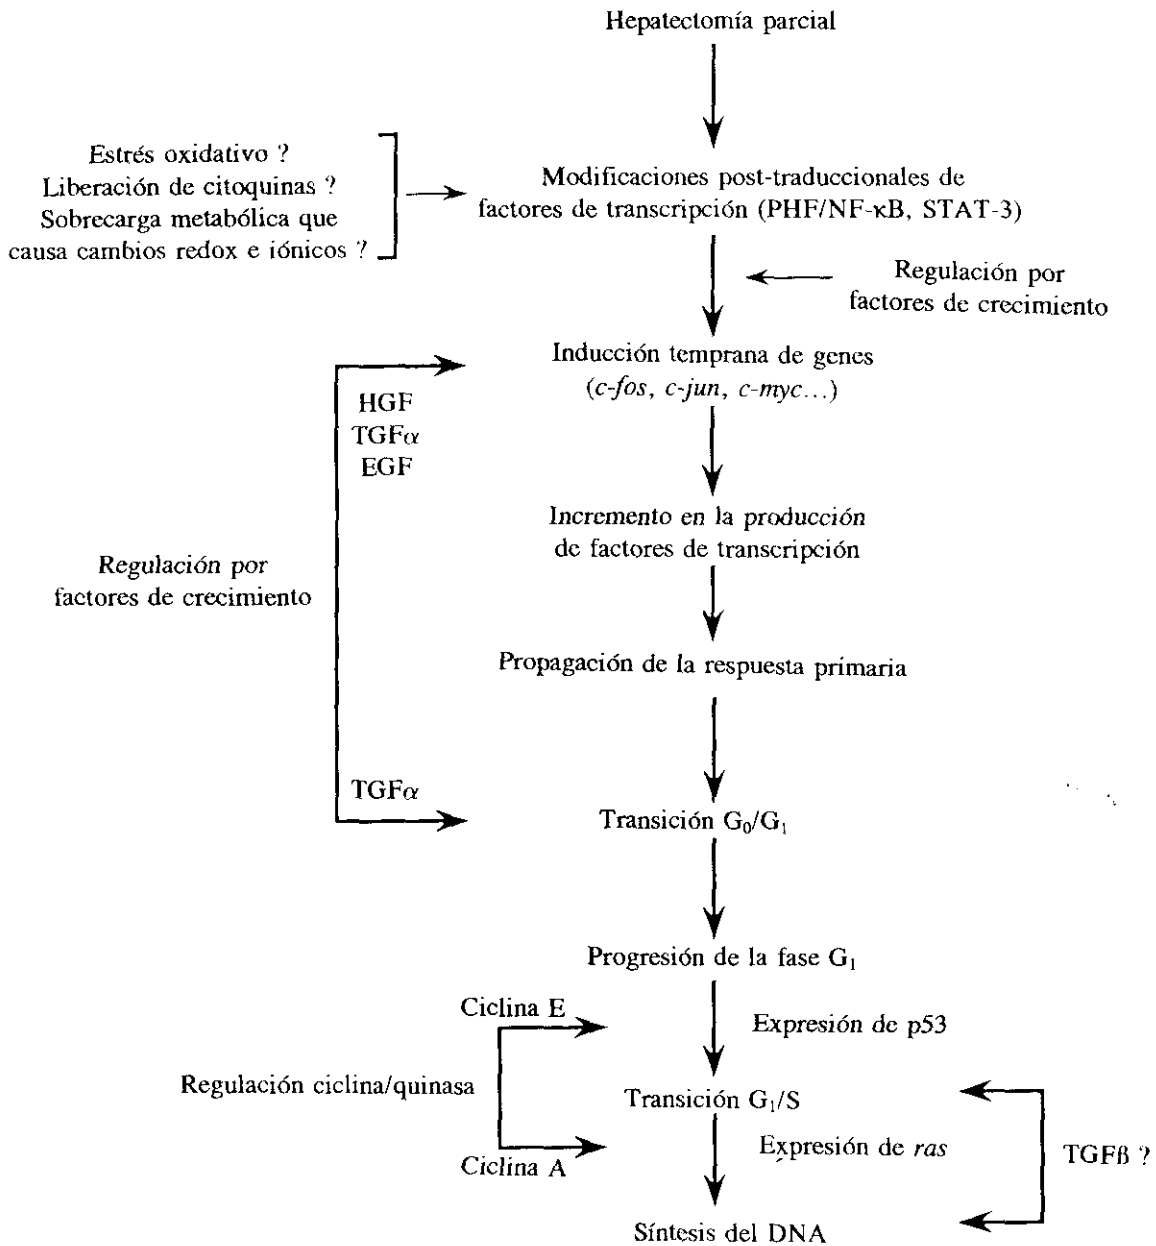 Hepatectomía parcial
Estrés oxidativo ?
Liberación de citoquinas ?
Sobrecarga metabólica que
causa cambios redox e iónicos ?
Modificaciones post-traduccionales de
factores de transcripción (PHF/NF-κB, STAT-3)
Regulación por
factores de crecimiento
Inducción temprana de genes
(c-fos, c-jun, c-myc...)
HGF
TGFα
EGF
Incremento en la producción
de factores de transcripción
Regulación por
factores de crecimiento
Propagación de la respuesta primaria
TGFα
Transición G₀/G₁
Progresión de la fase G₁
Ciclina E
Expresión de p53
Regulación ciclina/quinasa
Transición G₁/S
Ciclina A
Expresión de ras
TGFß ?
Síntesis del DNA